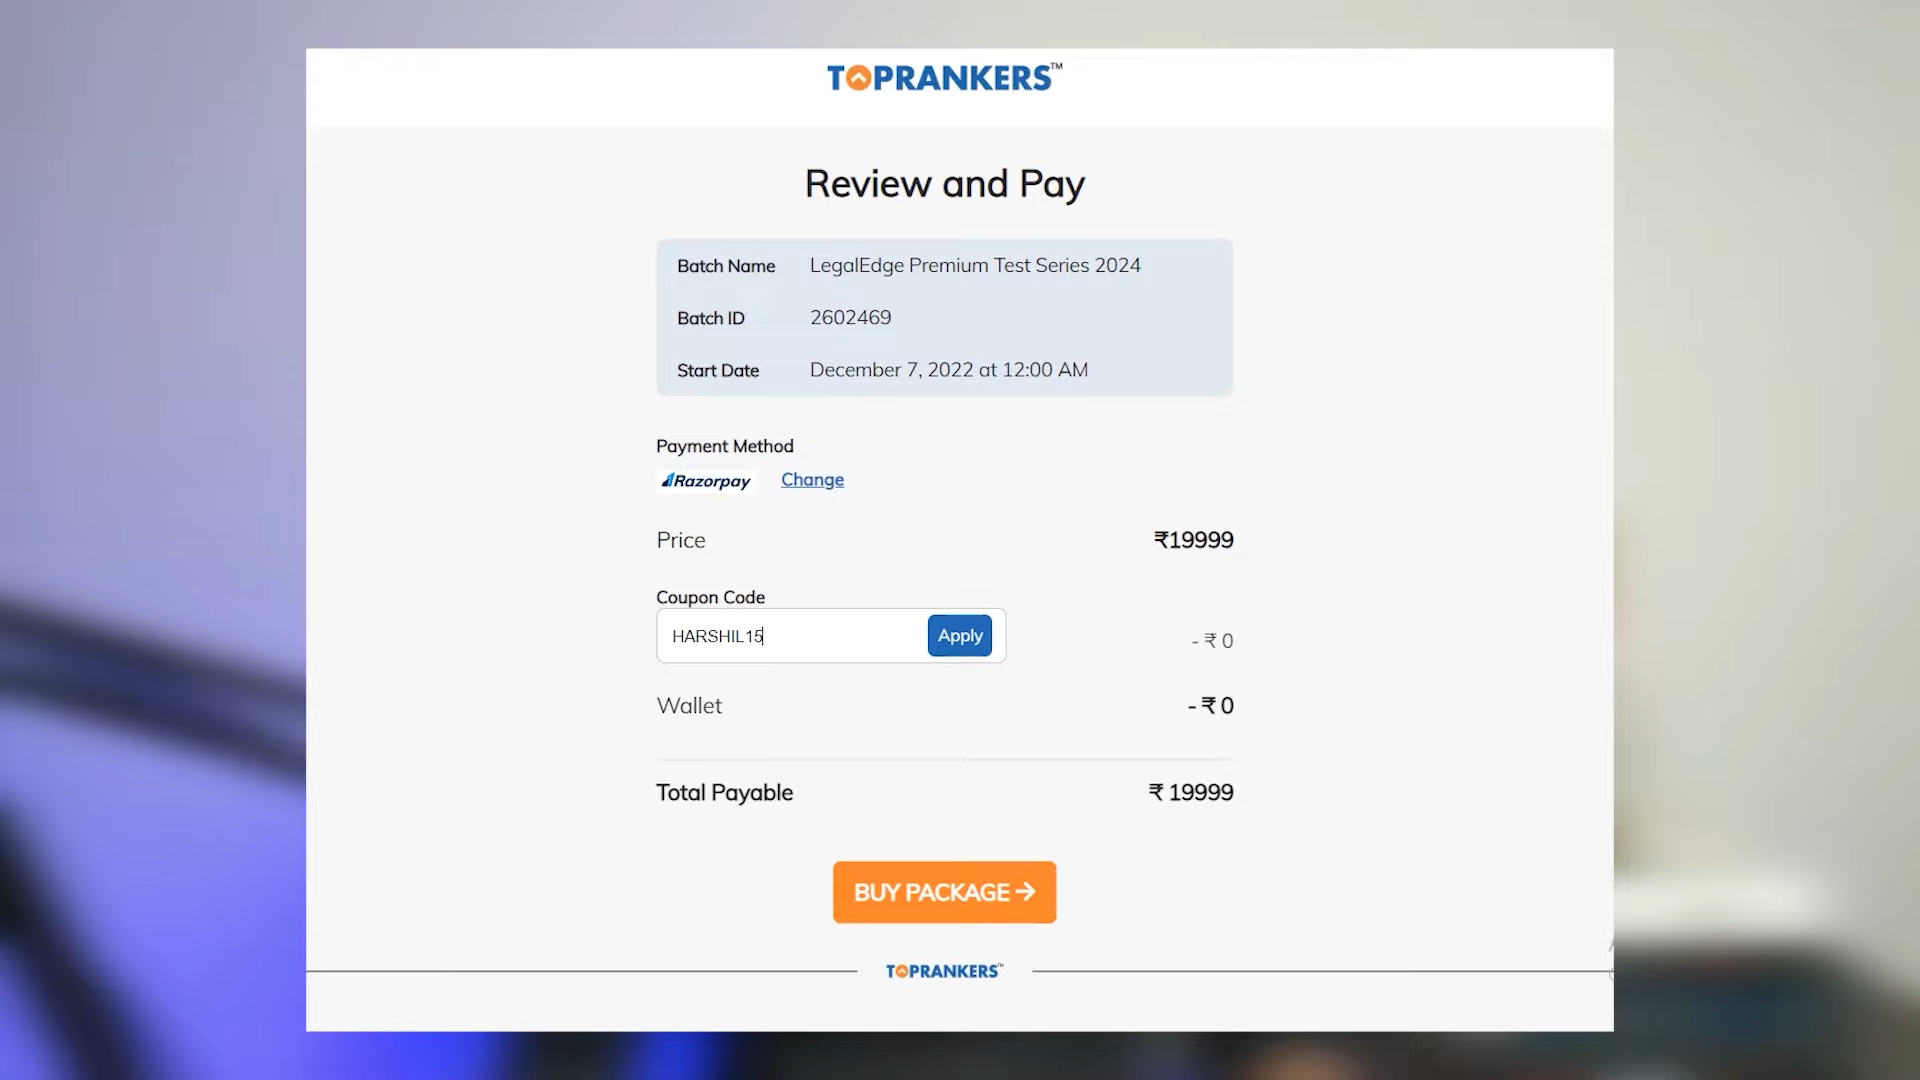 TOPRANKERS™
Review and Pay
Batch Name LegalEdge Premium Test Series 2024
Batch ID 2602469
Start Date December 7, 2022 at 12:00 AM
Payment Method
Razorpay Change
Price ₹19999
Coupon Code
HARSHIL15 Apply - ₹ 0
Wallet - ₹ 0
Total Payable ₹ 19999
BUY PACKAGE →
TOPRANKERS™